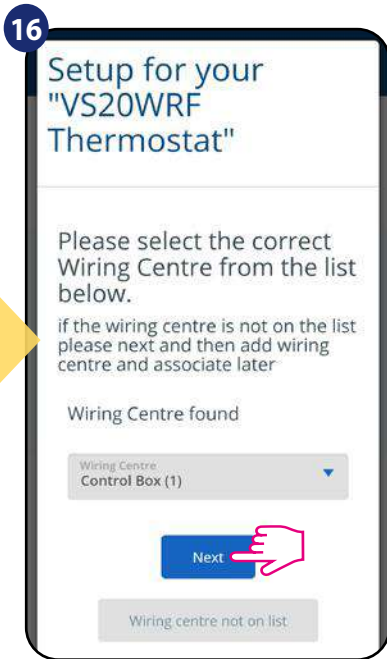 16
Setup for your
"VS20WRF
Thermostat"
Please select the correct
Wiring Centre from the list
below.
if the wiring centre is not on the list
please next and then add wiring
centre and associate later
Wiring Centre found
Wiring Centre
Control Box (1)
Next
Wiring centre not on list